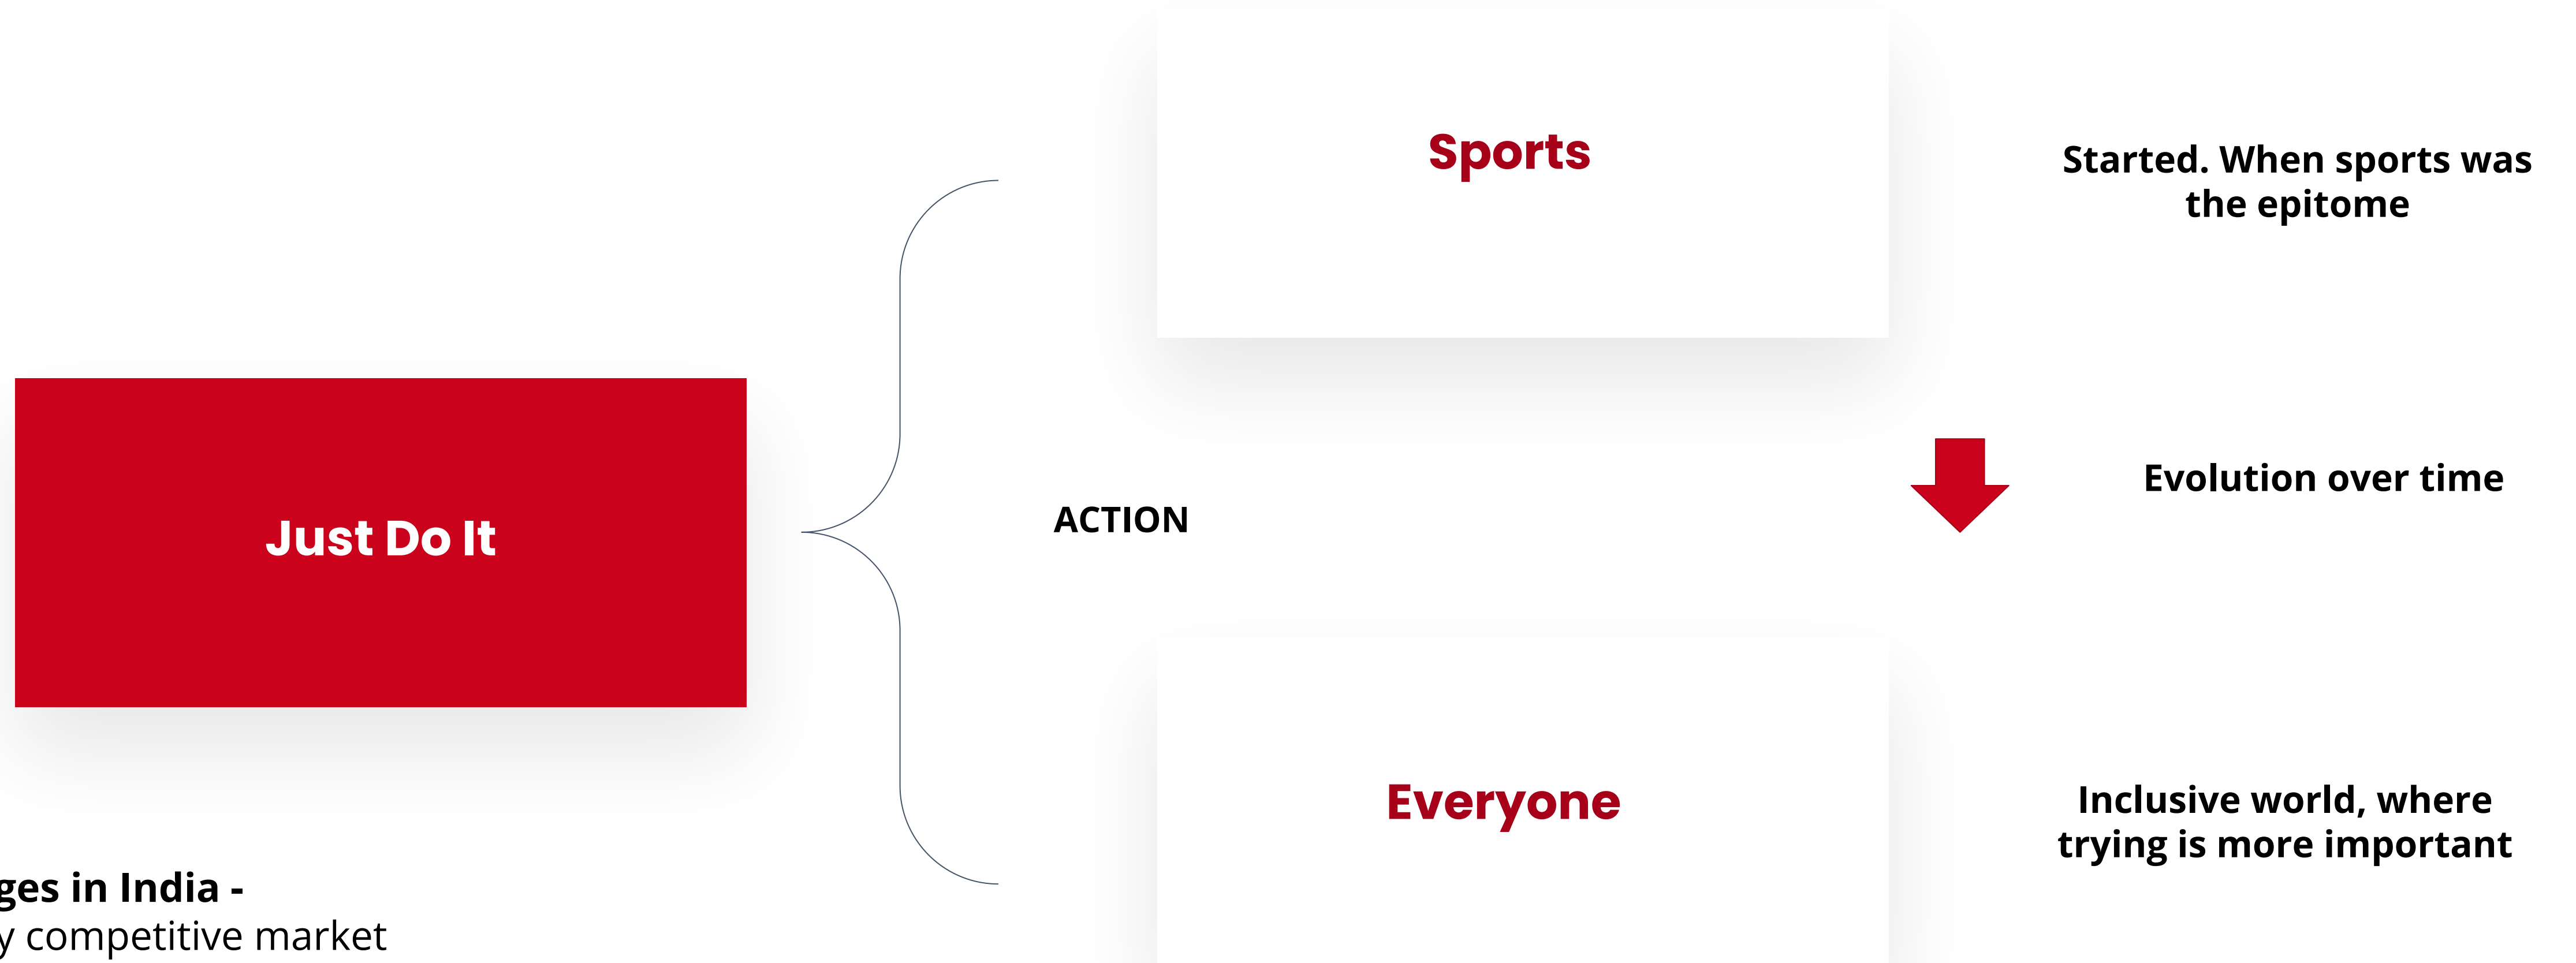 Sports
Started. When sports was
the epitome
Just Do It
ACTION
Evolution over time
Everyone
Inclusive world, where
trying is more important
in India -
competitive market